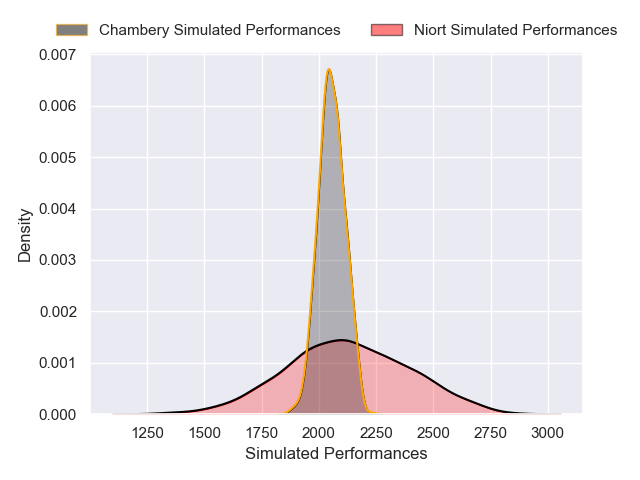 Chambery Simulated Performances Niort Simulated Performances
0.007
0.006
0.005
0.004
0.003
0.002
0.001
0.000
Density
1250 1500 1750 2000 2250 2500 2750 3000
Simulated Performances